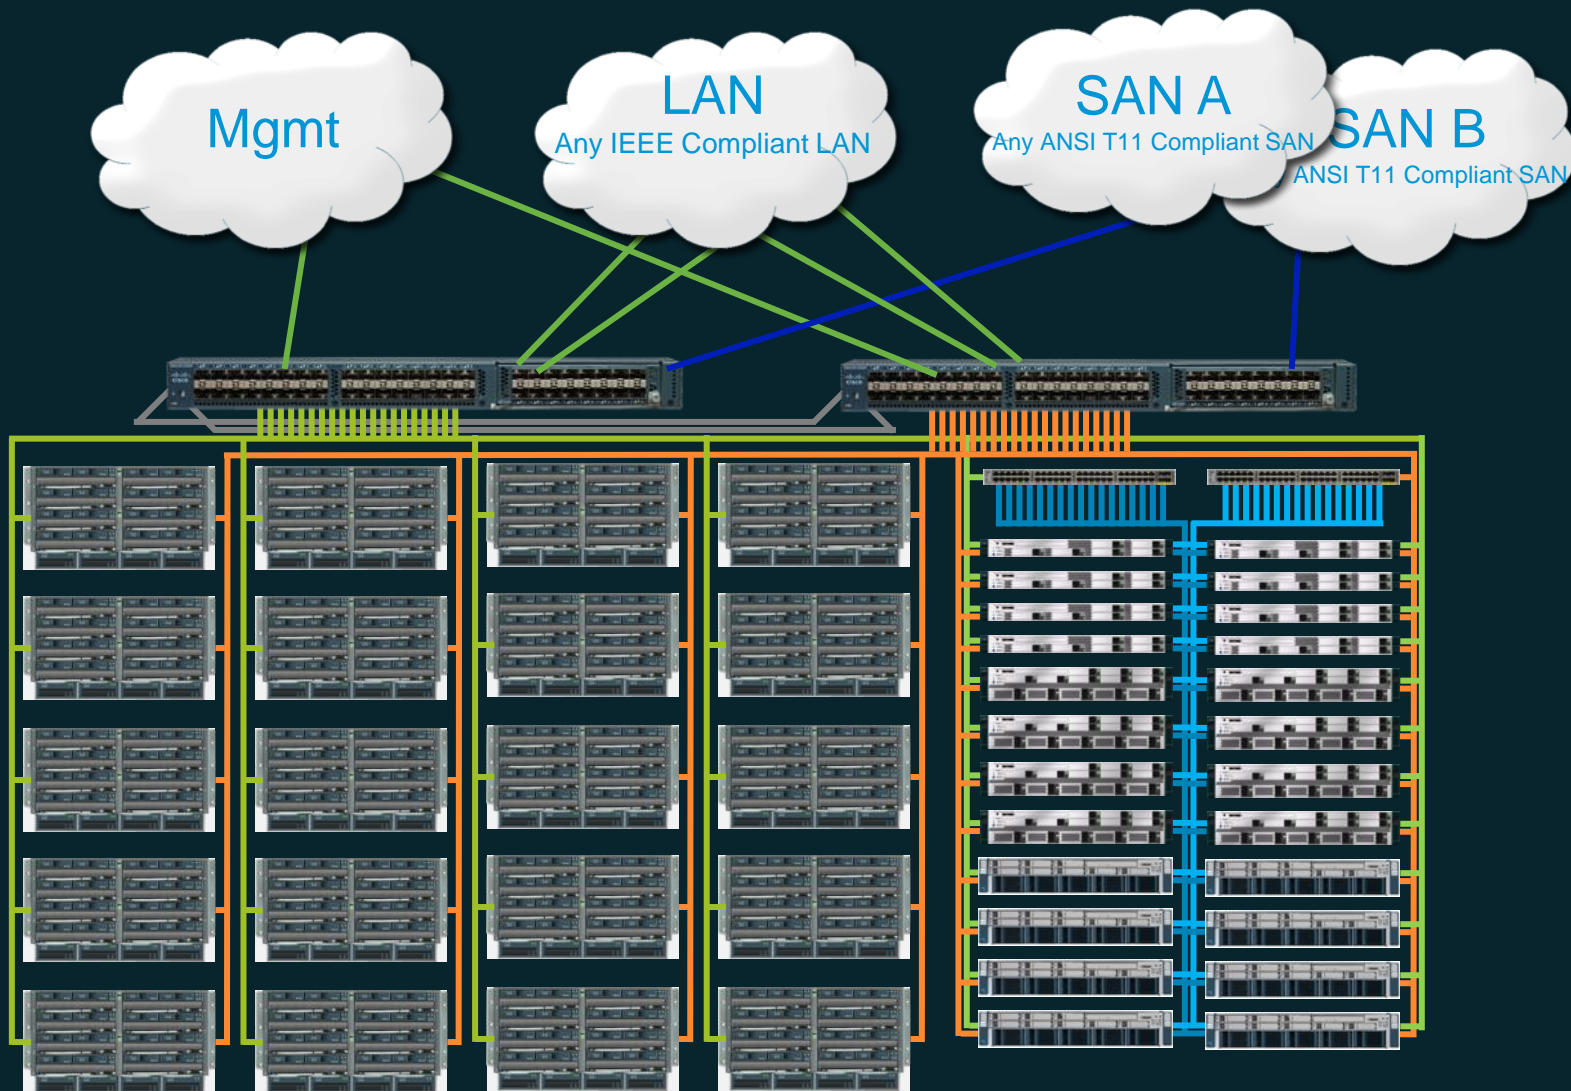 Mgmt
LAN
Any IEEE Compliant LAN
SAN A
Any ANSI T11 Compliant SAN
SAN B
ANSI T11 Compliant SAN